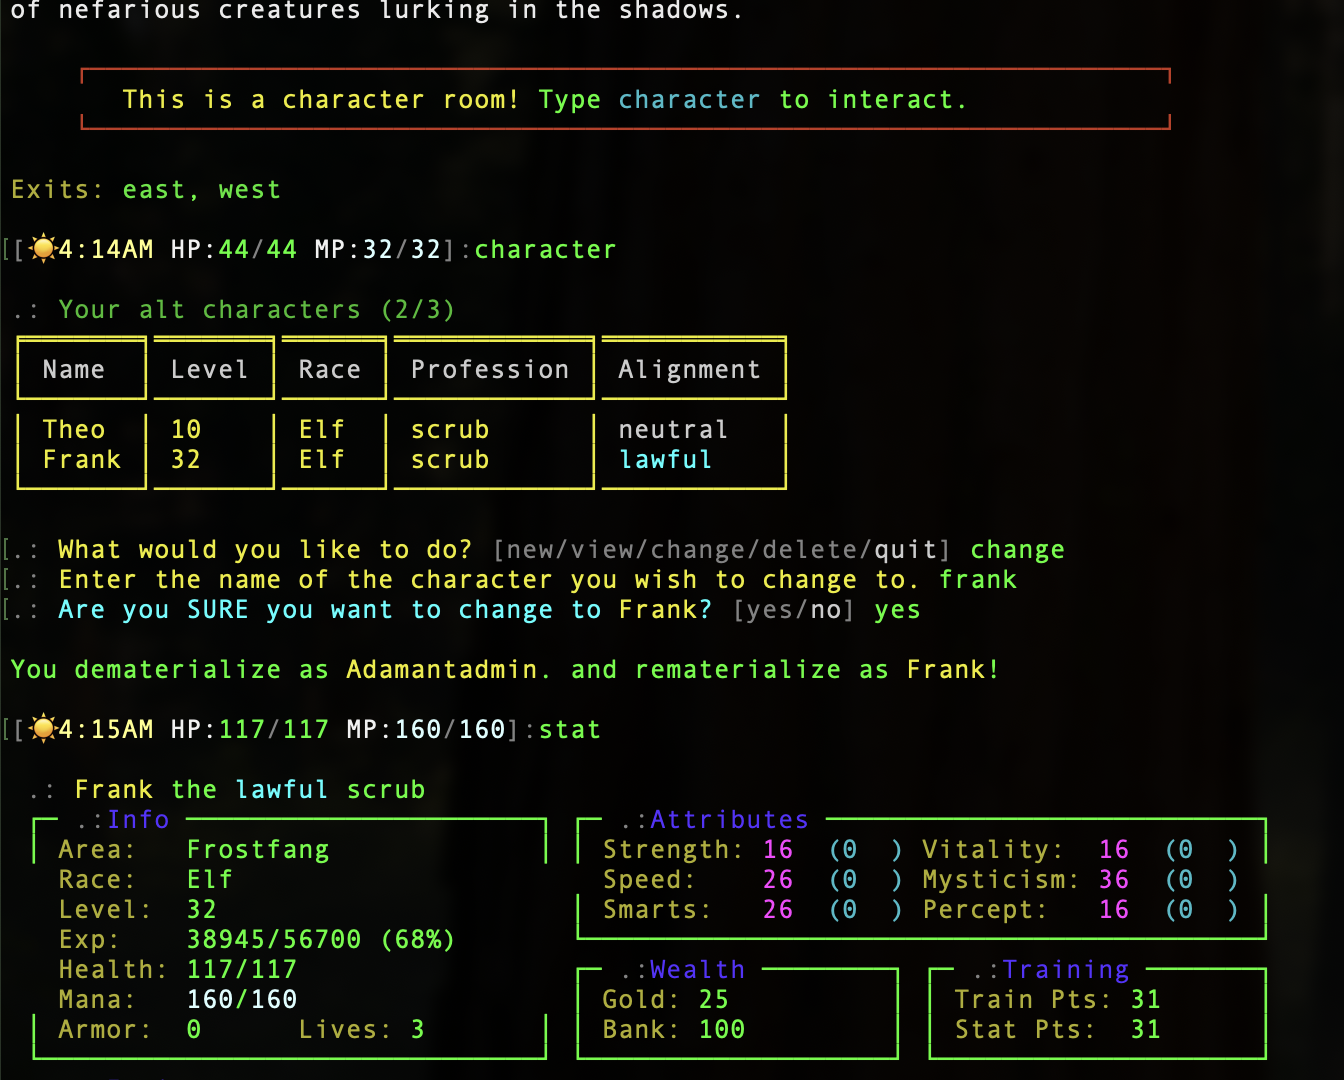 of nefarious creatures lurking in the shadows.
This is a character room! Type character to interact.
Exits: east, west
[[☀️4:14AM HP:44/44 MP:32/32]:character
.: Your alt characters (2/3)
Name Level Race Profession Alignment
Theo 10 Elf scrub neutral
Frank 32 Elf scrub lawful
[.: What would you like to do? [new/view/change/delete/quit] change
[.: Enter the name of the character you wish to change to. frank
[.: Are you SURE you want to change to Frank? [yes/no] yes
You dematerialize as Adamantadmin. and rematerialize as Frank!
[[☀️4:15AM HP:117/117 MP:160/160]:stat
.: Frank the lawful scrub
.:Info
Area: Frostfang
Race: Elf
Level: 32
Exp: 38945/56700 (68%)
Health: 117/117
Mana: 160/160
Armor: 0 Lives: 3
.:Attributes
Strength: 16 (0 ) Vitality: 16 (0 )
Speed: 26 (0 ) Mysticism: 36 (0 )
Smarts: 26 (0 ) Percept: 16 (0 )
.:Wealth
Gold: 25
Bank: 100
.:Training
Train Pts: 31
Stat Pts: 31